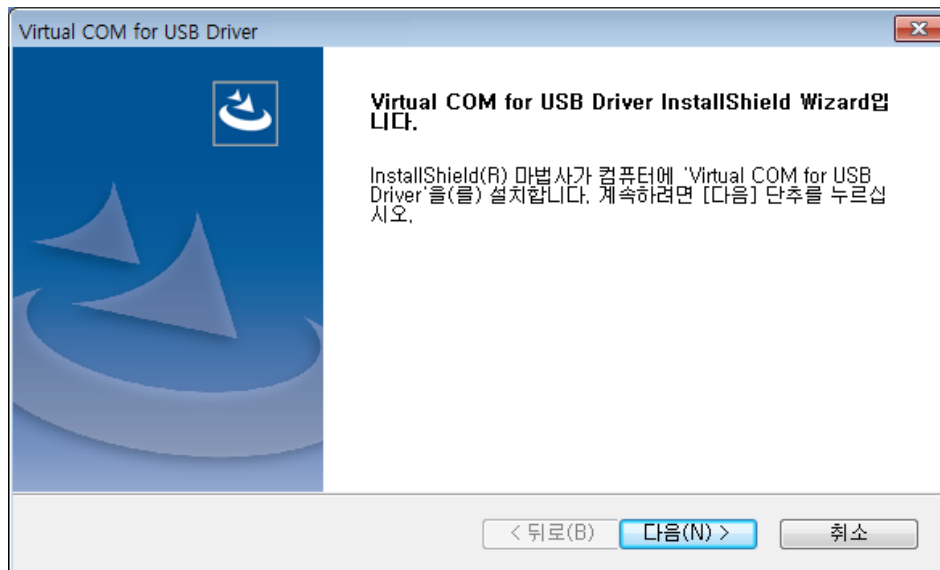 Virtual COM for USB Driver
Virtual COM for USB Driver InstallShield Wizard입
니다.
InstallShield(R) 마법사가 컴퓨터에 'Virtual COM for USB
Driver'을(를) 설치합니다. 계속하려면 [다음] 단추를 누르십
시오.
< 뒤로(B)
다음(N) >
취소